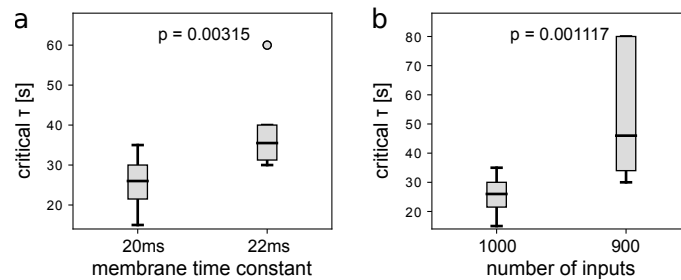 a
p = 0.00315
critical τ [s]
60
50
40
30
20
20ms 22ms
membrane time constant
b
p = 0.001117
critical τ [s]
80
70
60
50
40
30
20
1000 900
number of inputs